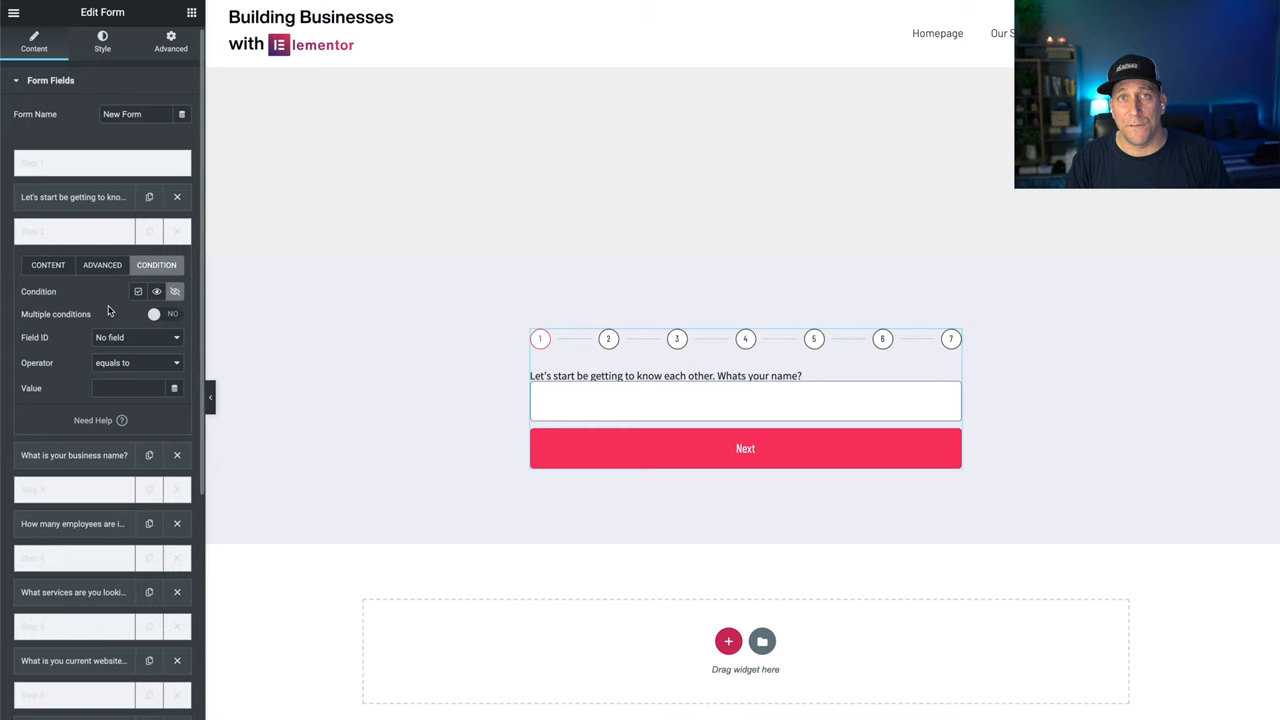 Edit Form
Content
Style
Advanced
Form Fields
Form Name
New Form
Step 1
Let's start be getting to kno...
Step 2
CONTENT
ADVANCED
CONDITION
Condition
Multiple conditions
NO
Field ID
No field
Operator
equals to
Value
Need Help ?
What is your business name?
Step 3
How many employees are i...
Step 4
What services are you looki...
Step 5
What is you current website...
Step 6
Building Businesses
with elementor
Homepage
Our S
1 2 3 4 5 6 7
Let's start be getting to know each other. Whats your name?
Next
Drag widget here